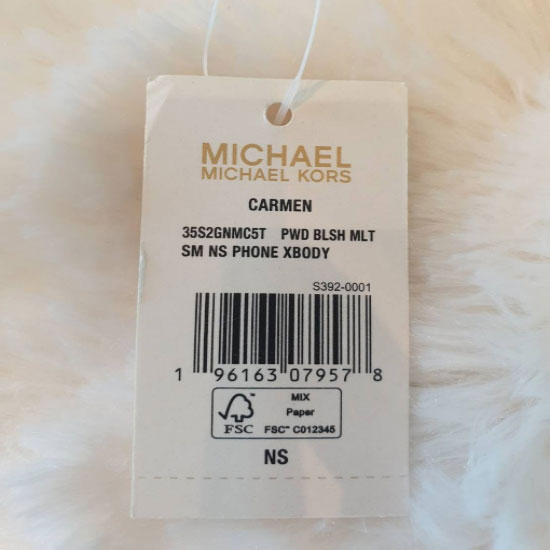 MICHAEL
MICHAEL KORS
CARMEN
35S2GNMC5T PWD BLSH MLT
SM NS PHONE XBODY
S392-0001
1 96163 07957 8
MIX
Paper
FSC™ C012345
FSC
NS